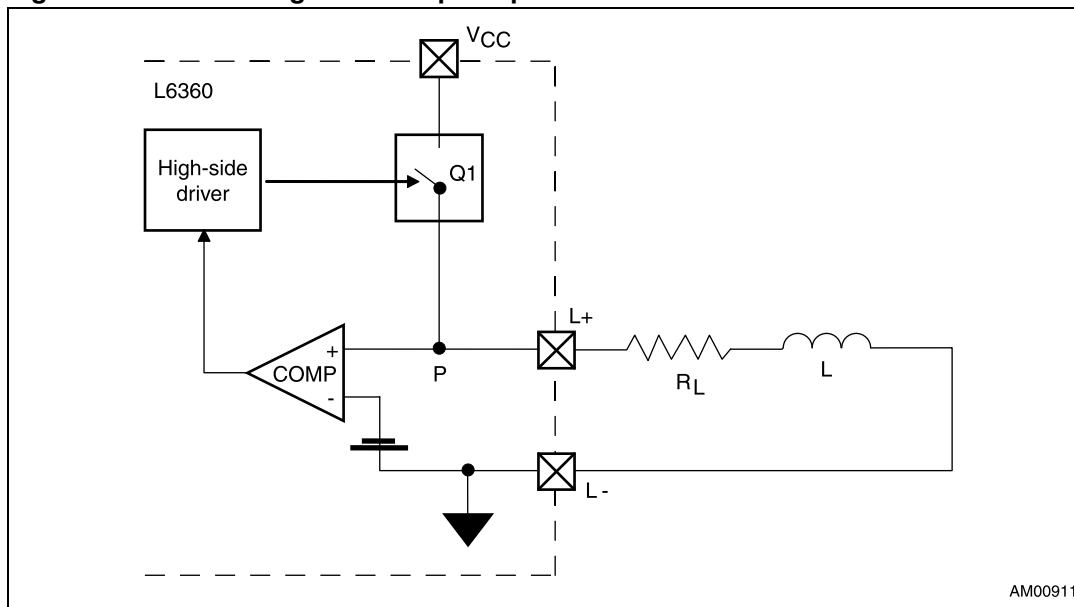 VCC
L6360
High-side
driver
Q1
L+
+
COMP
-
P
RL
L
L -
AM00911